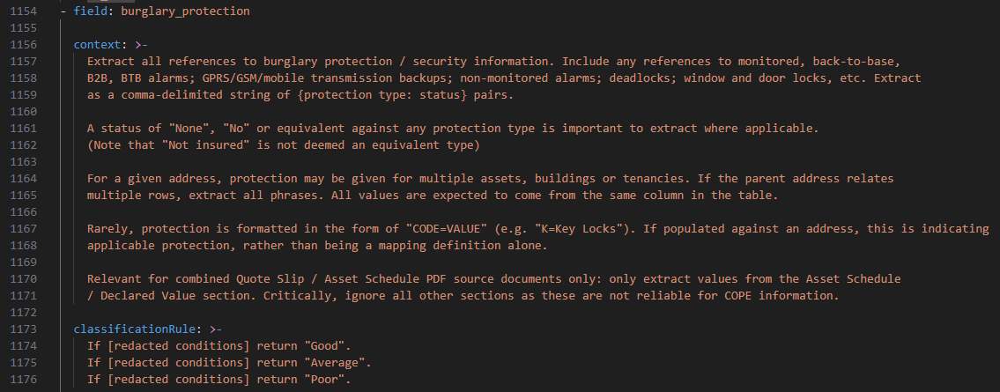 1154 - field: burglary_protection
1155
1156 context: >-
1157 Extract all references to burglary protection / security information. Include any references to monitored, back-to-base,
1158 B2B, BTB alarms; GPRS/GSM/mobile transmission backups; non-monitored alarms; deadlocks; window and door locks, etc. Extract
1159 as a comma-delimited string of {protection type: status} pairs.
1160
1161 A status of "None", "No" or equivalent against any protection type is important to extract where applicable.
1162 (Note that "Not insured" is not deemed an equivalent type)
1163
1164 For a given address, protection may be given for multiple assets, buildings or tenancies. If the parent address relates
1165 multiple rows, extract all phrases. All values are expected to come from the same column in the table.
1166
1167 Rarely, protection is formatted in the form of "CODE=VALUE" (e.g. "K=Key Locks"). If populated against an address, this is indicating
1168 applicable protection, rather than being a mapping definition alone.
1169
1170 Relevant for combined Quote Slip / Asset Schedule PDF source documents only: only extract values from the Asset Schedule
1171 / Declared Value section. Critically, ignore all other sections as these are not reliable for COPE information.
1172
1173 classificationRule: >-
1174 If [redacted conditions] return "Good".
1175 If [redacted conditions] return "Average".
1176 If [redacted conditions] return "Poor".